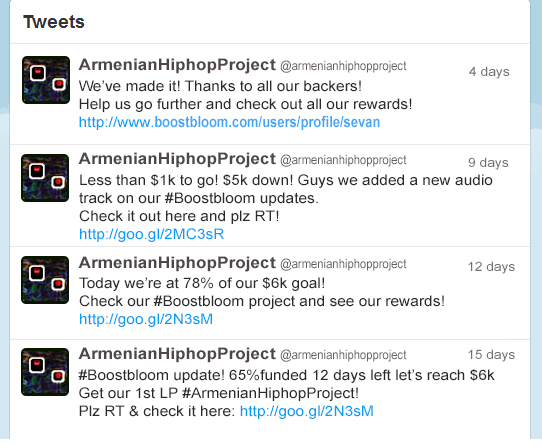 Tweets
ArmenianHiphopProject @armenianhiphopproject 4 days
We've made it! Thanks to all our backers!
Help us go further and check out all our rewards!
http://www.boostbloom.com/users/profile/sevan
ArmenianHiphopProject @armenianhiphopproject 9 days
Less than $1k to go! $5k down! Guys we added a new audio
track on our #Boostbloom updates.
Check it out here and plz RT!
http://goo.gl/2MC3sR
ArmenianHiphopProject @armenianhiphopproject 12 days
Today we're at 78% of our $6k goal!
Check our #Boostbloom project and see our rewards!
http://goo.gl/2N3sM
ArmenianHiphopProject @armenianhiphopproject 15 days
#Boostbloom update! 65%funded 12 days left let's reach $6k
Get our 1st LP #ArmenianHiphopProject!
Plz RT & check it here: http://goo.gl/2N3sM